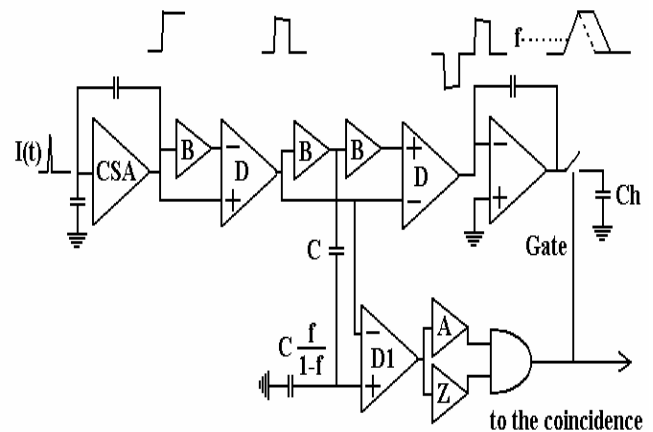 f
I(t)
CSA
B
−
+
D
B
B
+
−
D
−
+
Ch
Gate
C
C f/1-f
−
+
D1
A
Z
to the coincidence